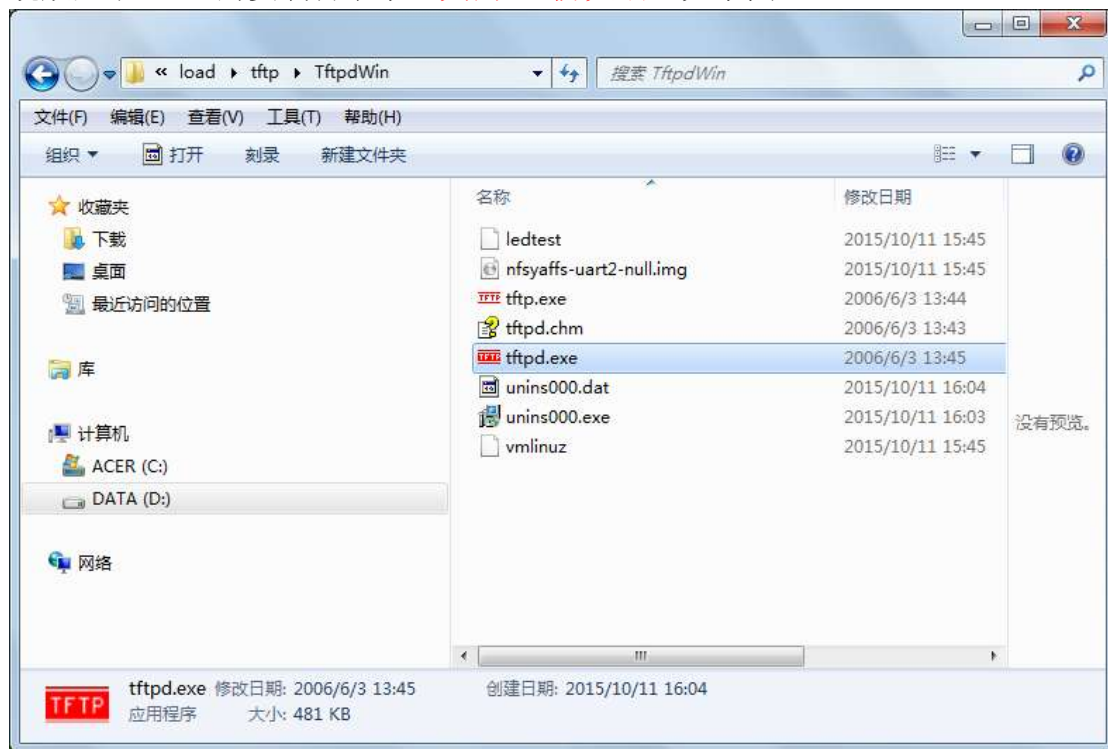 « load ▸ tftp ▸ TftpdWin
搜索 TftpdWin
文件(F) 编辑(E) 查看(V) 工具(T) 帮助(H)
组织 打开 刻录 新建文件夹
收藏夹
下载
桌面
最近访问的位置
库
计算机
ACER (C:)
DATA (D:)
网络
名称 修改日期
ledtest 2015/10/11 15:45
nfsyaffs-uart2-null.img 2015/10/11 15:45
tftp.exe 2006/6/3 13:44
tftpd.chm 2006/6/3 13:43
tftpd.exe 2006/6/3 13:45
unins000.dat 2015/10/11 16:04
unins000.exe 2015/10/11 16:03
vmlinuz 2015/10/11 15:45
没有预览。
TFTP
tftpd.exe 修改日期: 2006/6/3 13:45 创建日期: 2015/10/11 16:04
应用程序 大小: 481 KB